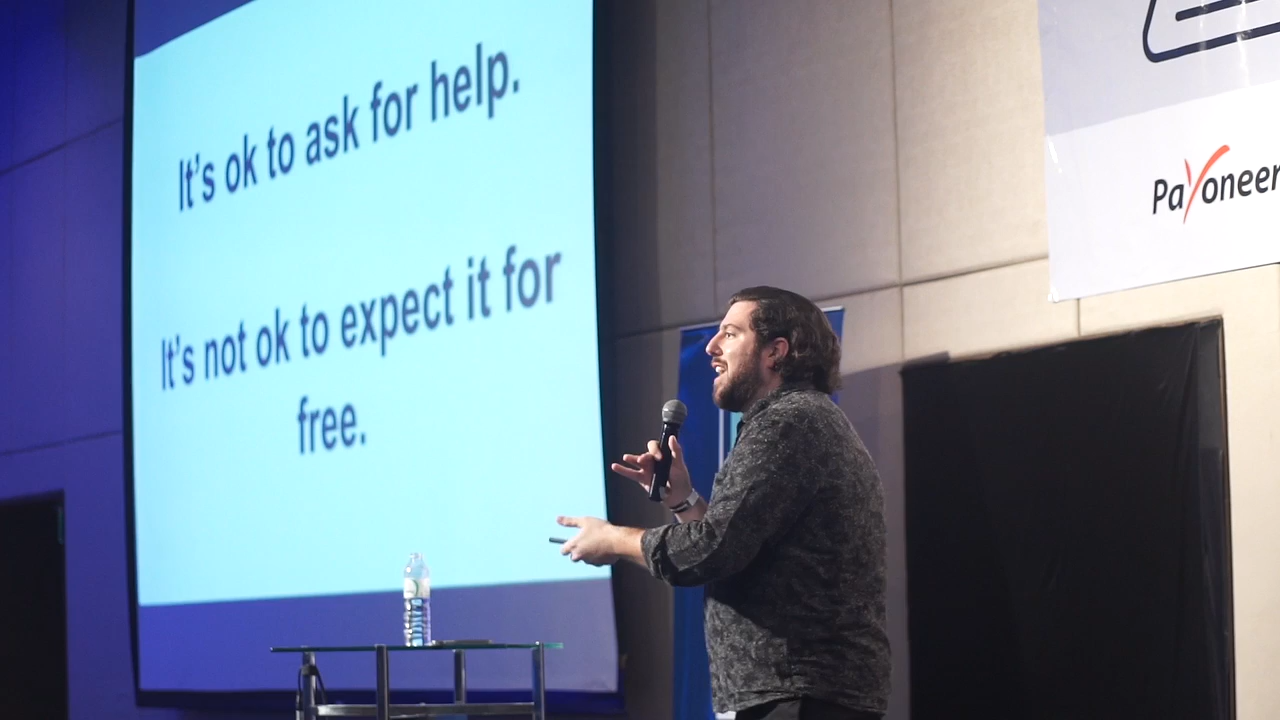 It's ok to ask for help.
It's not ok to expect it for
free.
Payoneer